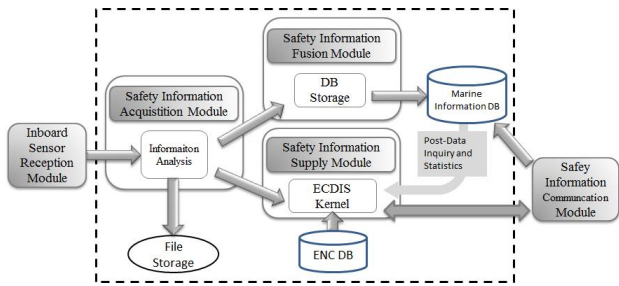 Safety Information
Fusion Module
DB
Storage
Marine
Information DB
Safety Information
Acquistition Module
Informaiton
Analysis
Inboard
Sensor
Reception
Module
Safety Information
Supply Module
ECDIS
Kernel
Post-Data
Inquiry and
Statistics
Safey
Information
Communcation
Module
File
Storage
ENC DB